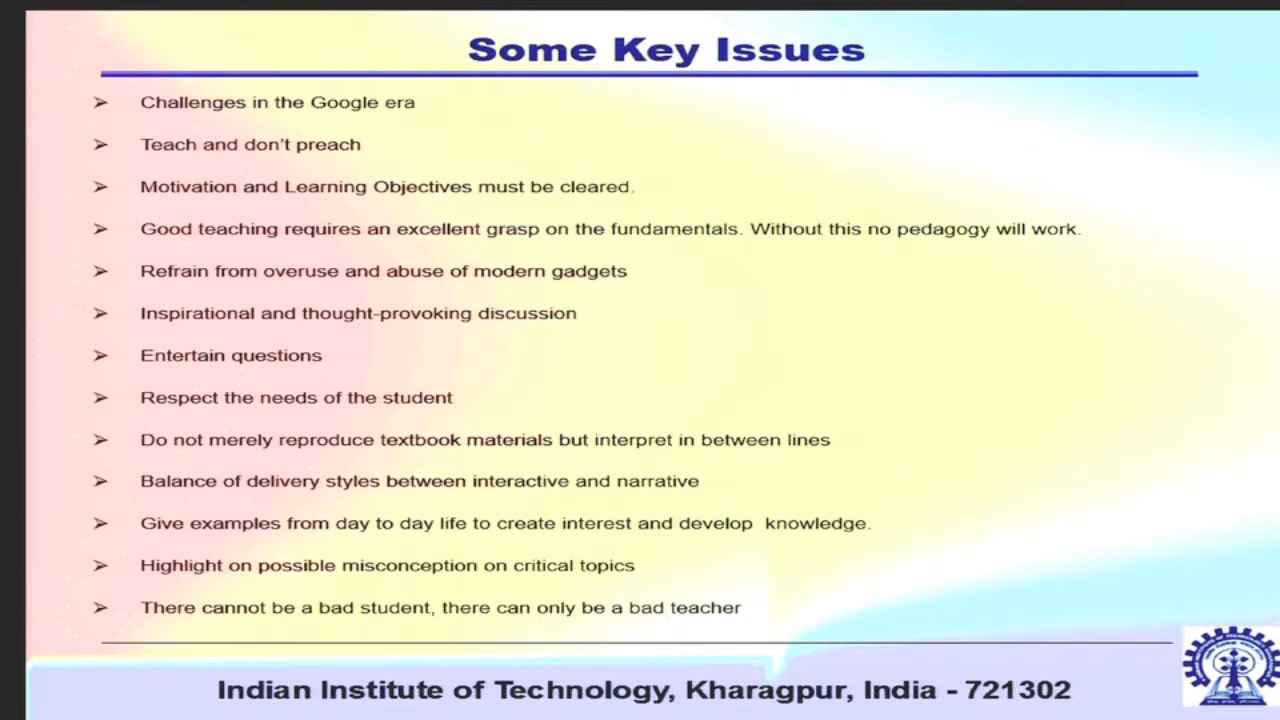 Some Key Issues
➢ Challenges in the Google era
➢ Teach and don't preach
➢ Motivation and Learning Objectives must be cleared.
➢ Good teaching requires an excellent grasp on the fundamentals. Without this no pedagogy will work.
➢ Refrain from overuse and abuse of modern gadgets
➢ Inspirational and thought-provoking discussion
➢ Entertain questions
➢ Respect the needs of the student
➢ Do not merely reproduce textbook materials but interpret in between lines
➢ Balance of delivery styles between interactive and narrative
➢ Give examples from day to day life to create interest and develop  knowledge.
➢ Highlight on possible misconception on critical topics
➢ There cannot be a bad student, there can only be a bad teacher
Indian Institute of Technology, Kharagpur, India - 721302